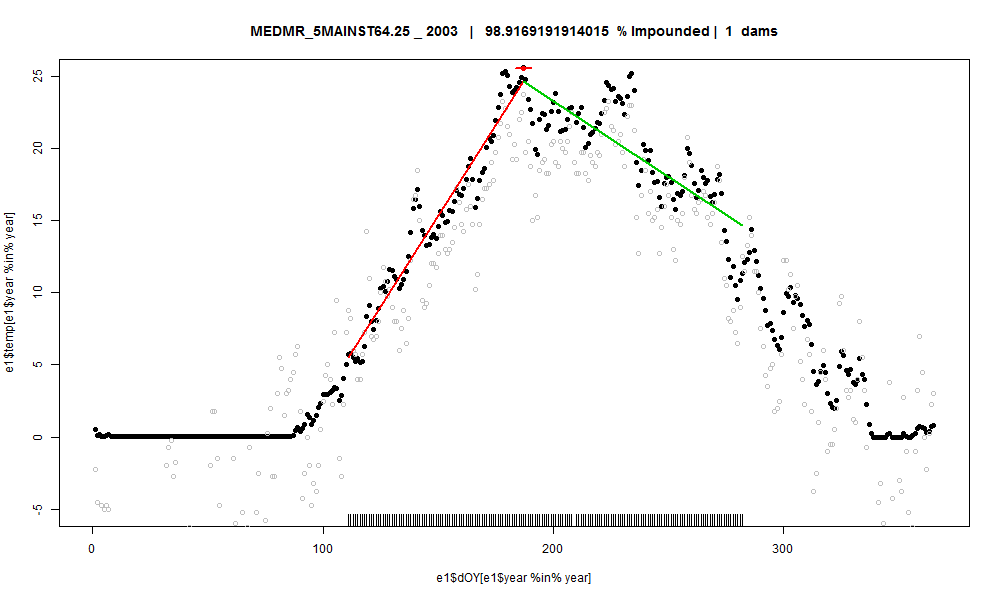 MEDMR_5MAINST64.25 _ 2003 | 98.9169191914015 % Impounded | 1 dams
e1$temp[e1$year %in% year]
25
20
15
10
5
0
-5
0 100 200 300
e1$dOY[e1$year %in% year]